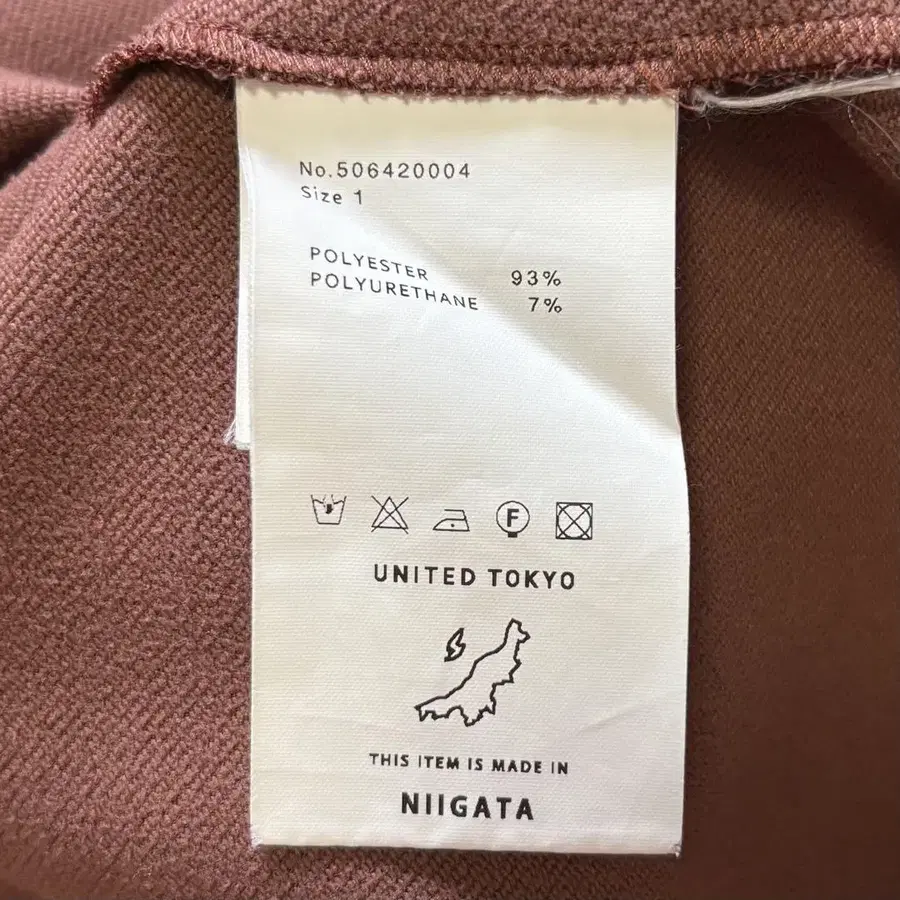 No.506420004
Size 1
POLYESTER 93%
POLYURETHANE 7%
F
UNITED TOKYO
THIS ITEM IS MADE IN
NIIGATA